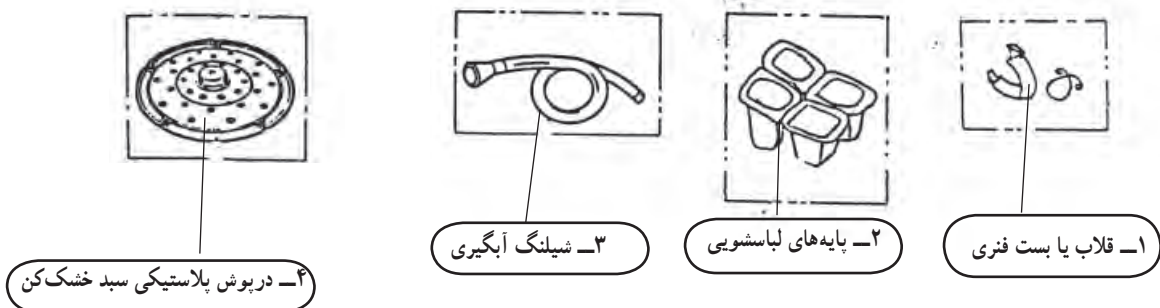 ۱ــ قلاب یا بست فنری
۲ــ پایه‌های لباسشویی
۳ــ شیلنگ آبگیری
۴ــ درپوش پلاستیکی سبد خشک‌کن